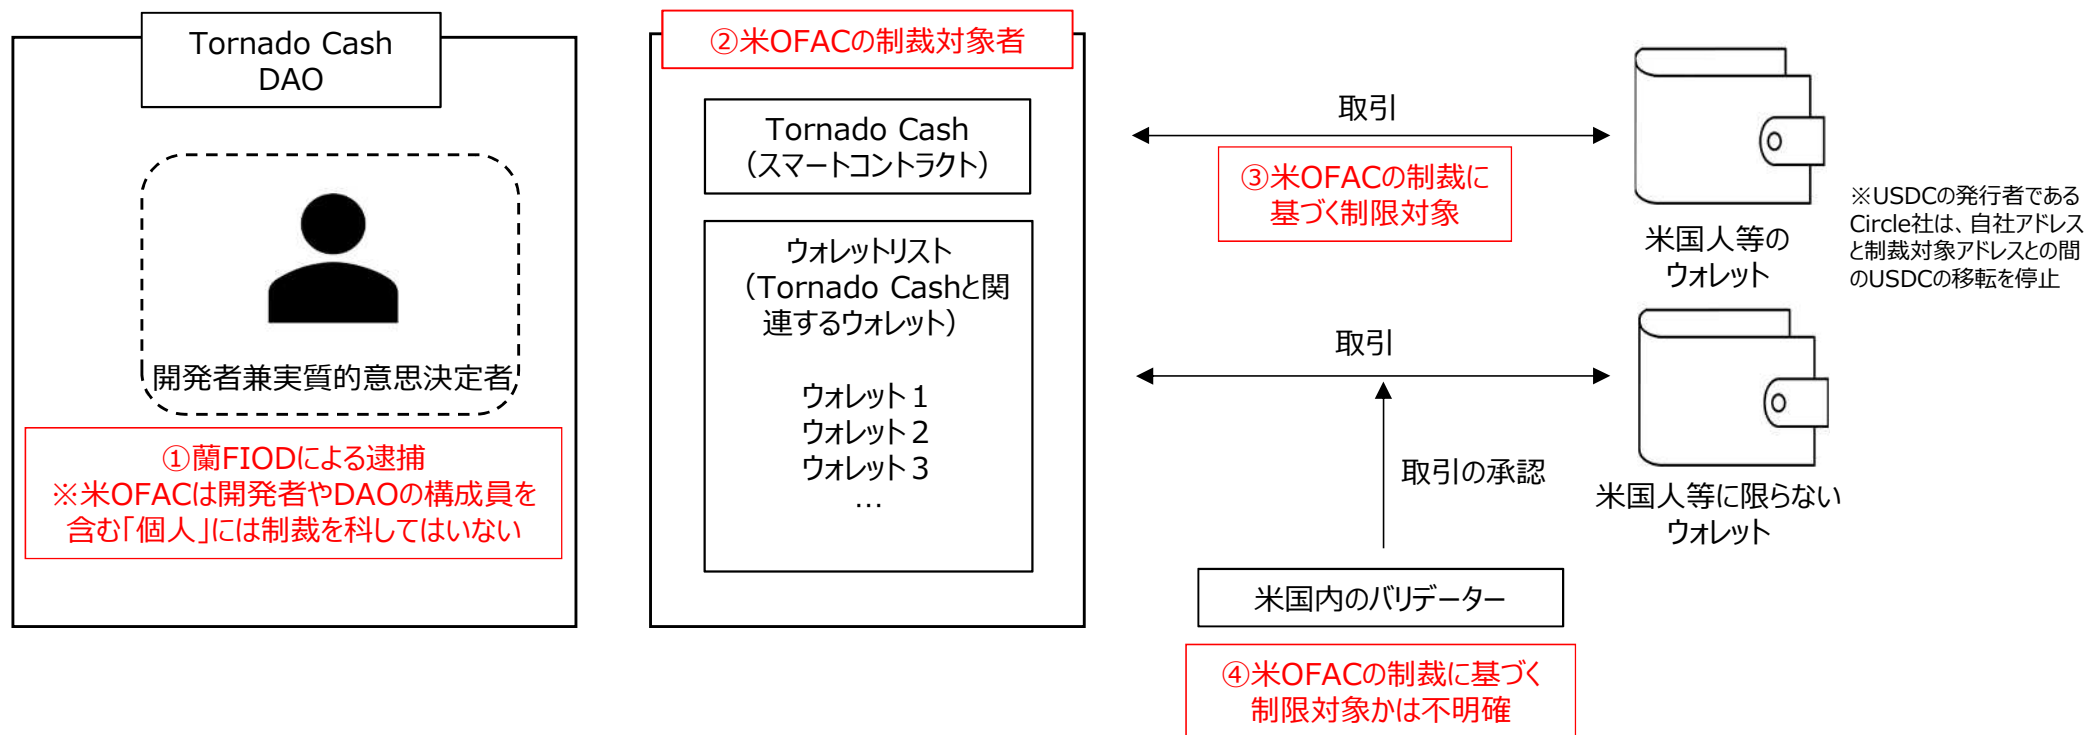 Tornado Cash
DAO
開発者兼実質的意思決定者
①蘭FIODによる逮捕
※米OFACは開発者やDAOの構成員を
含む「個人」には制裁を科してはいない
②米OFACの制裁対象者
Tornado Cash
（スマートコントラクト）
ウォレットリスト
（Tornado Cashと関
連するウォレット）
ウォレット１
ウォレット２
ウォレット３
…
取引
③米OFACの制裁に
基づく制限対象
米国人等の
ウォレット
※USDCの発行者である
Circle社は、自社アドレス
と制裁対象アドレスとの間
のUSDCの移転を停止
取引
取引の承認
米国人等に限らない
ウォレット
米国内のバリデーター
④米OFACの制裁に基づく
制限対象かは不明確